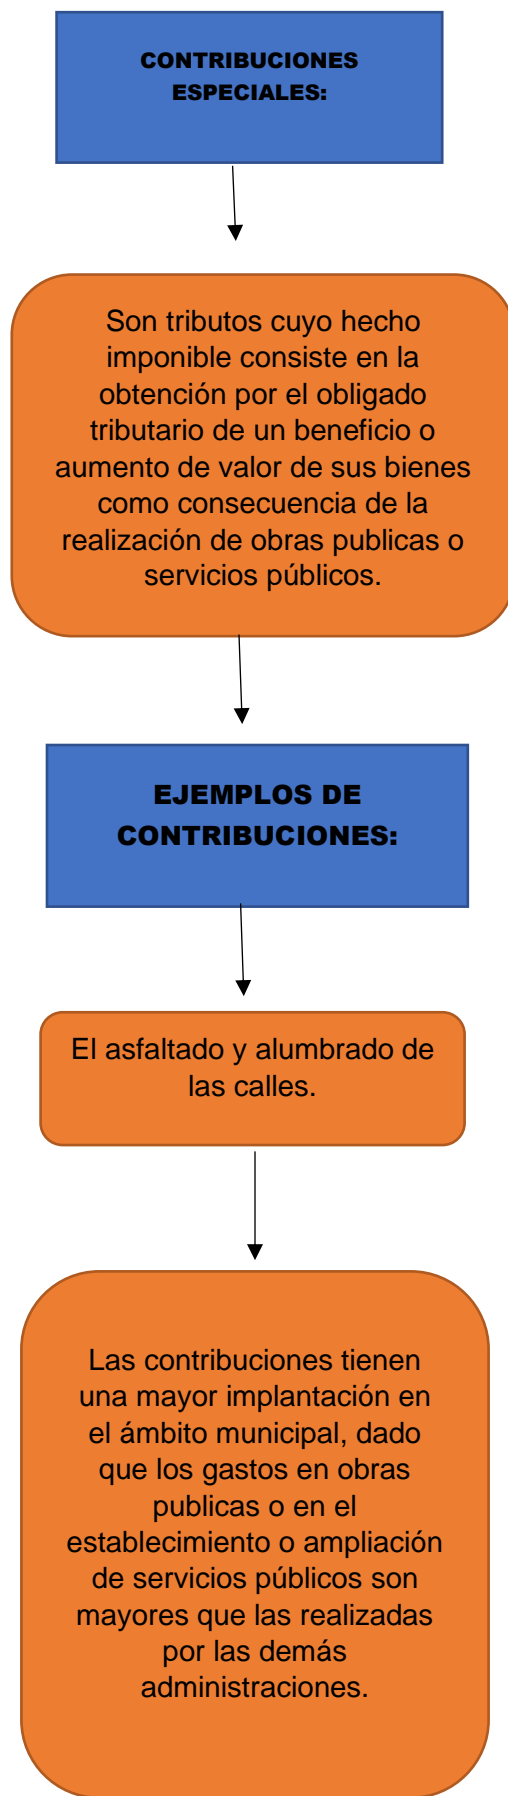 CONTRIBUCIONES
ESPECIALES:
Son tributos cuyo hecho
imponible consiste en la
obtención por el obligado
tributario de un beneficio o
aumento de valor de sus bienes
como consecuencia de la
realización de obras publicas o
servicios públicos.
EJEMPLOS DE
CONTRIBUCIONES:
El asfaltado y alumbrado de
las calles.
Las contribuciones tienen
una mayor implantación en
el ámbito municipal, dado
que los gastos en obras
publicas o en el
establecimiento o ampliación
de servicios públicos son
mayores que las realizadas
por las demás
administraciones.